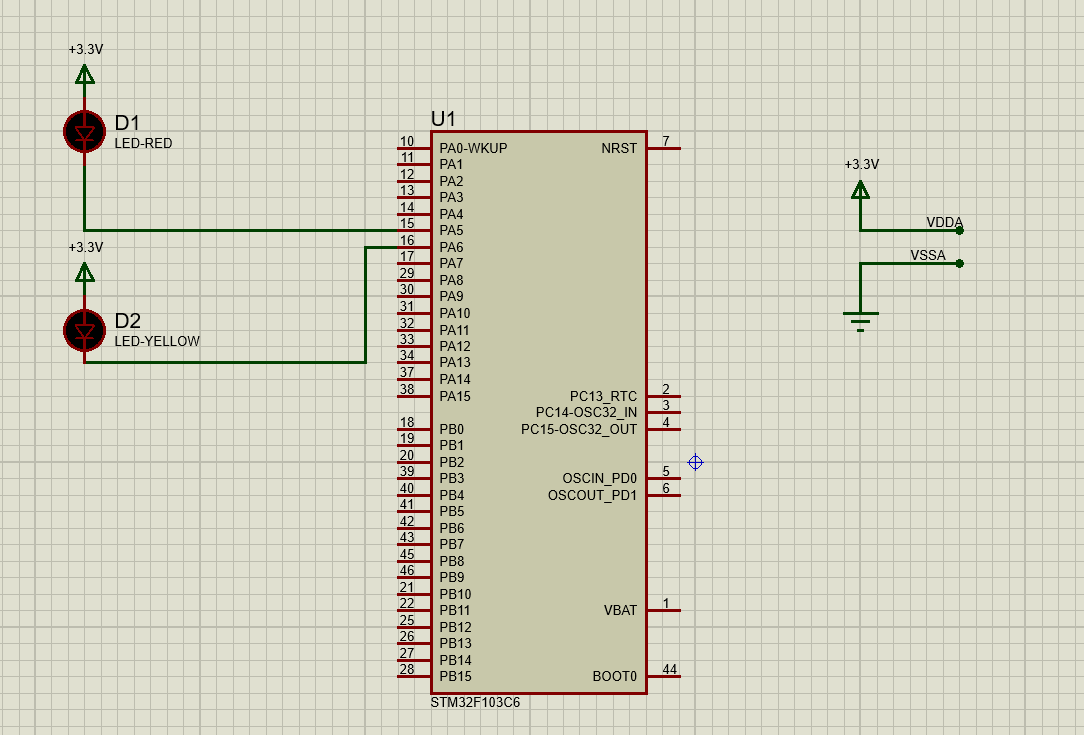 +3.3V
D1
LED-RED
+3.3V
D2
LED-YELLOW
U1
10 PA0-WKUP NRST 7
11 PA1
12 PA2
13 PA3
14 PA4
15 PA5
16 PA6
17 PA7
29 PA8
30 PA9
31 PA10
32 PA11
33 PA12
34 PA13
37 PA14
38 PA15 PC13_RTC 2
PC14-OSC32_IN 3
18 PB0 PC15-OSC32_OUT 4
19 PB1
20 PB2
39 PB3 OSCIN_PD0 5
40 PB4 OSCOUT_PD1 6
41 PB5
42 PB6
43 PB7
45 PB8
46 PB9
21 PB10
22 PB11 VBAT 1
25 PB12
26 PB13
27 PB14
28 PB15 BOOT0 44
STM32F103C6
+3.3V
VDDA
VSSA